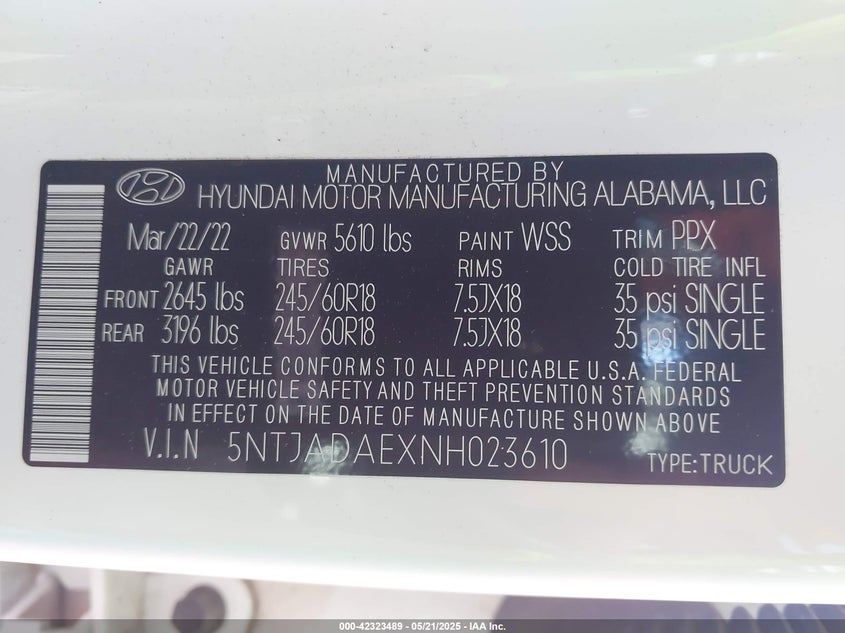 MANUFACTURED BY
HYUNDAI MOTOR MANUFACTURING ALABAMA, LLC
Mar/22/22 GVWR 5610 lbs PAINT WSS TRIM PPX
GAWR TIRES RIMS COLD TIRE INFL
FRONT 2645 lbs 245/60R18 7.5JX18 35 psi SINGLE
REAR 3196 lbs 245/60R18 7.5JX18 35 psi SINGLE
THIS VEHICLE CONFORMS TO ALL APPLICABLE U.S.A. FEDERAL
MOTOR VEHICLE SAFETY AND THEFT PREVENTION STANDARDS
IN EFFECT ON THE DATE OF MANUFACTURE SHOWN ABOVE
V.I.N 5NTJADAEXNH023610 TYPE:TRUCK
000-42323489 - 05/21/2025 - IAA Inc.